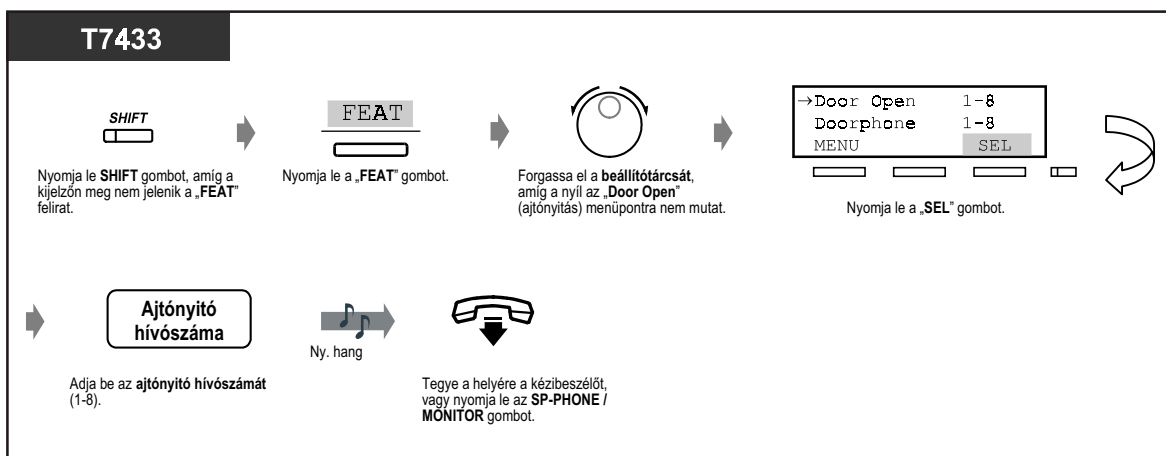 T7433
SHIFT
Nyomja le SHIFT gombot, amíg a
kijelzőn meg nem jelenik a „FEAT”
felirat.
FEAT
Nyomja le a „FEAT” gombot.
Forgassa el a beállítótárcsát,
amíg a nyíl az „Door Open”
(ajtónyitás) menüpontra nem mutat.
→Door Open 1-8
Doorphone 1-8
MENU SEL
Nyomja le a „SEL” gombot.
Ajtónyitó
hívószáma
Adja be az ajtónyitó hívószámát
(1-8).
Ny. hang
Tegye a helyére a kézibeszélőt,
vagy nyomja le az SP-PHONE /
MONITOR gombot.